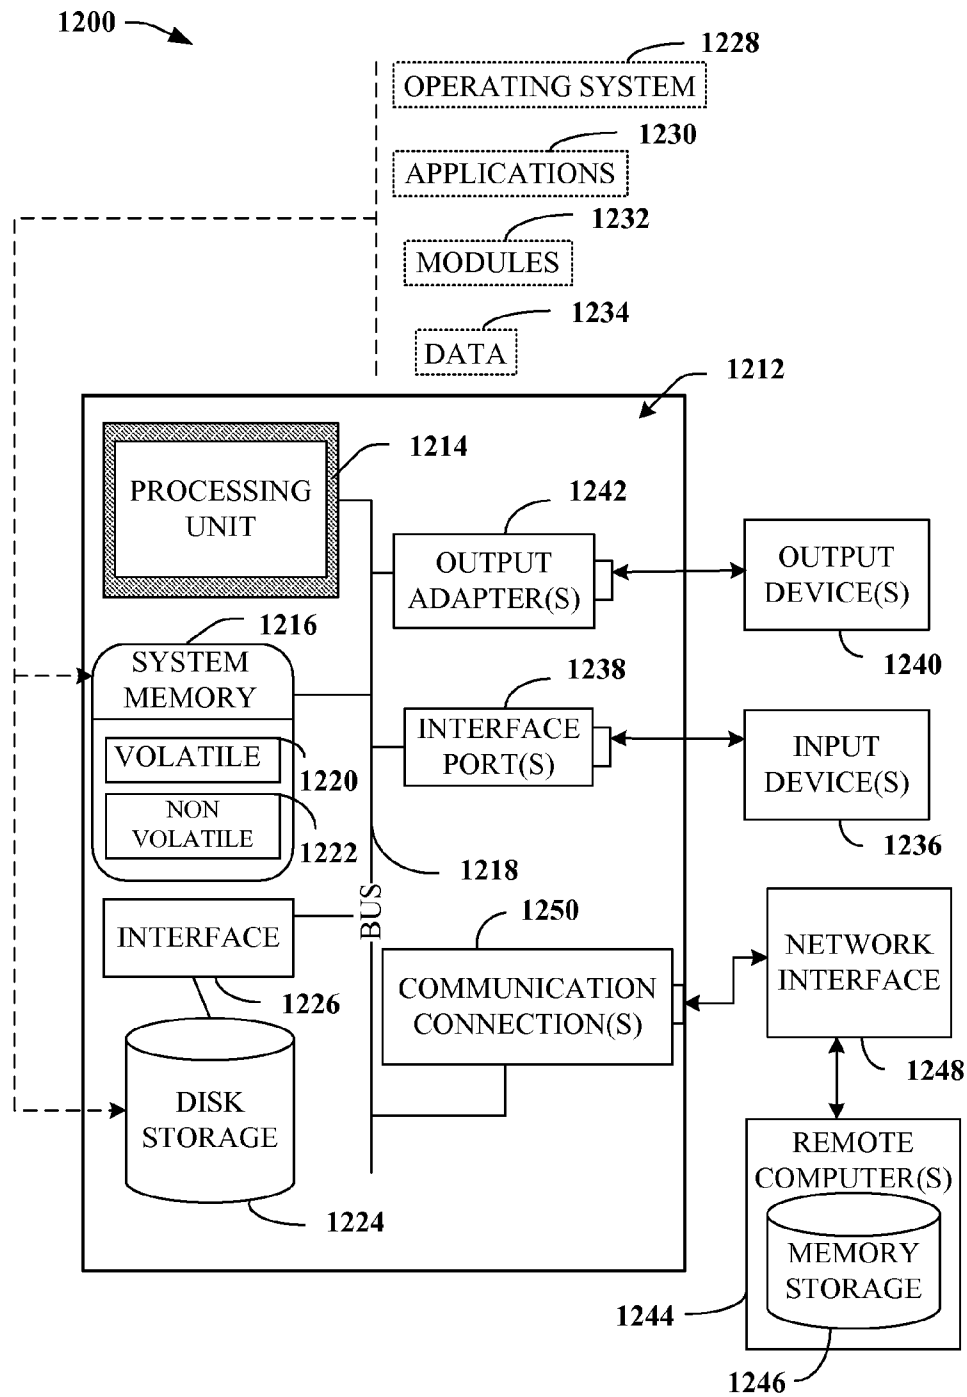 1200
1228
OPERATING SYSTEM
1230
APPLICATIONS
1232
MODULES
1234
DATA
1212
1214
PROCESSING
UNIT
1242
OUTPUT
ADAPTER(S)
OUTPUT
DEVICE(S)
1240
1216
SYSTEM
MEMORY
VOLATILE
1220
NON
VOLATILE
1222
1238
INTERFACE
PORT(S)
INPUT
DEVICE(S)
1236
1218
BUS
INTERFACE
1226
1250
COMMUNICATION
CONNECTION(S)
NETWORK
INTERFACE
1248
DISK
STORAGE
1224
REMOTE
COMPUTER(S)
MEMORY
STORAGE
1244
1246